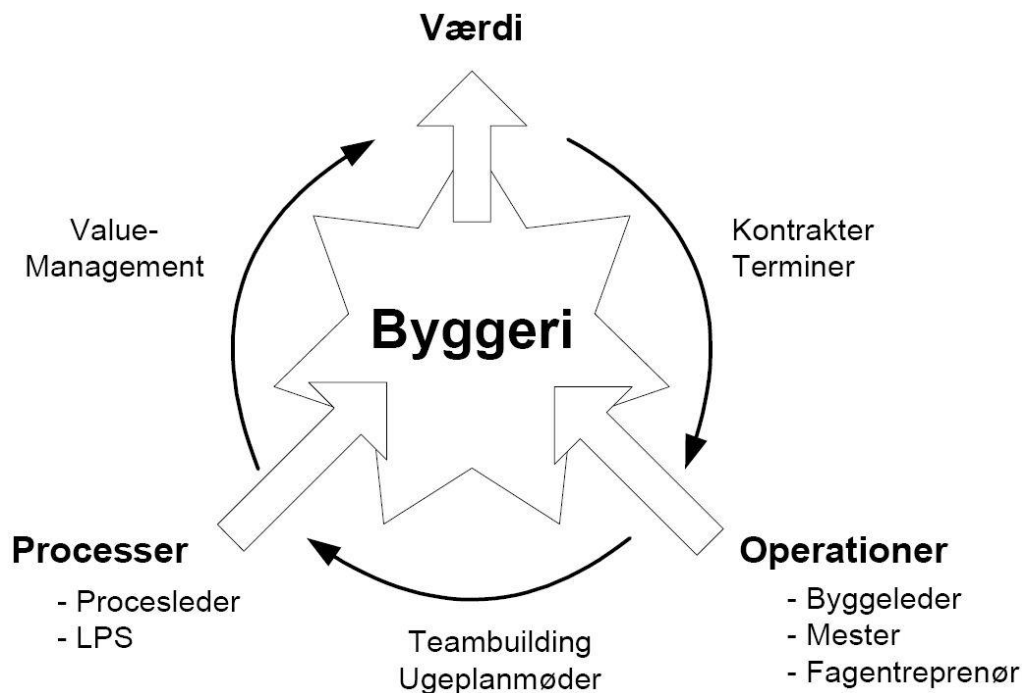 Værdi
Value-
Management
Kontrakter
Terminer
Byggeri
Processer
- Procesleder
- LPS
Teambuilding
Ugeplanmøder
Operationer
- Byggeleder
- Mester
- Fagentreprenør